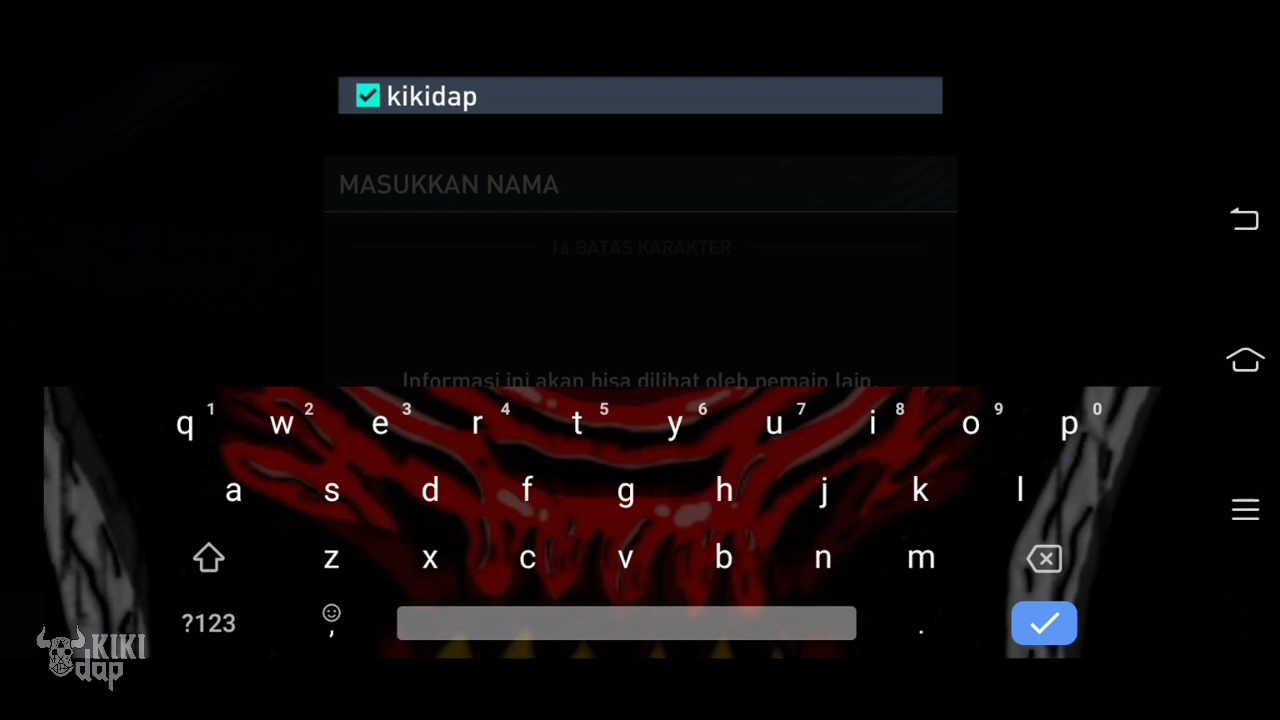 kikidap
MASUKKAN NAMA
16 BATAS KARAKTER
Informasi ini akan bisa dilihat oleh pemain lain.
q 1 w 2 e 3 r 4 t 5 y 6 u 7 i 8 o 9 p 0
a s d f g h j k l
z x c v b n m
?123 , .
KIKI
dap